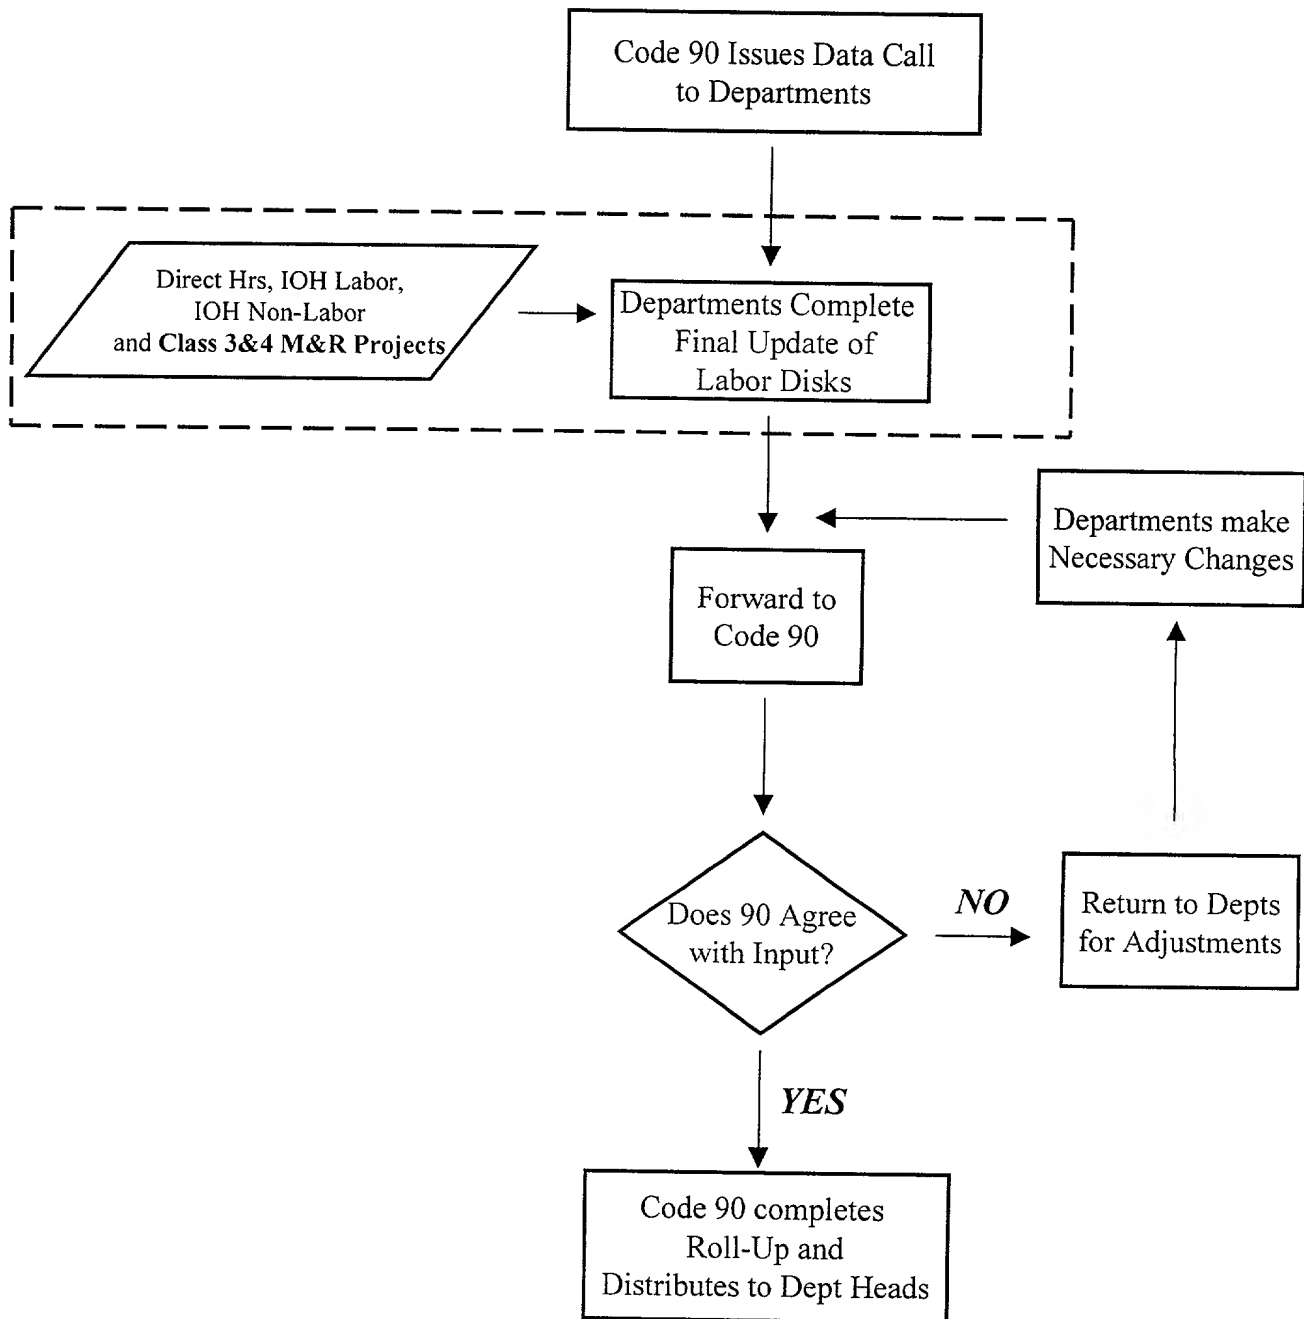 Code 90 Issues Data Call
to Departments
Direct Hrs, IOH Labor,
IOH Non-Labor
and Class 3&4 M&R Projects
Departments Complete
Final Update of
Labor Disks
Departments make
Necessary Changes
Forward to
Code 90
Does 90 Agree
with Input?
NO
Return to Depts
for Adjustments
YES
Code 90 completes
Roll-Up and
Distributes to Dept Heads